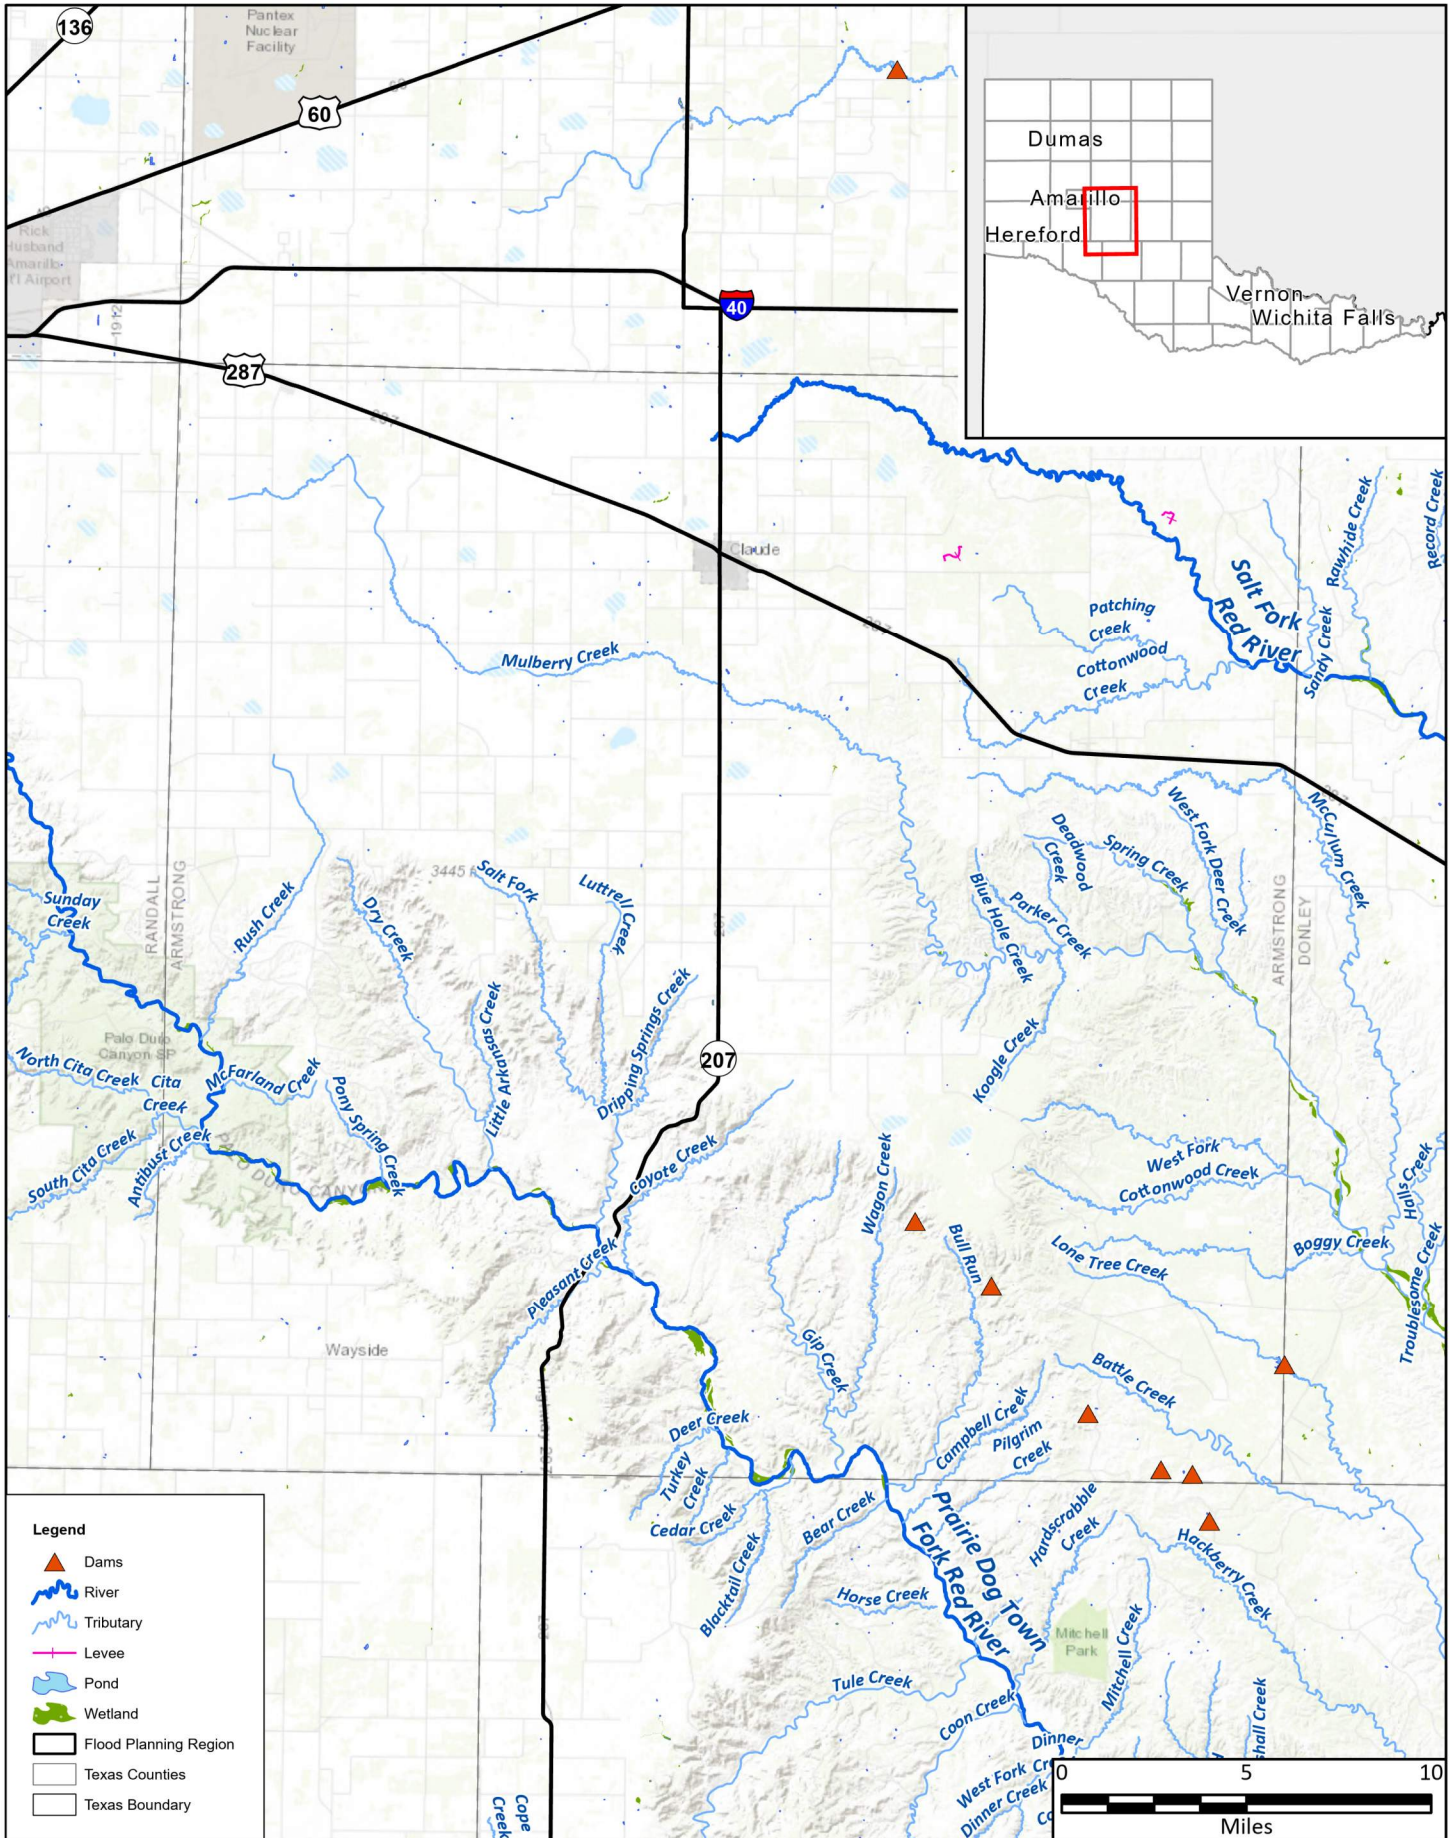 136
Pantex
Nuclear
Facility
60
Rick
Husband
Amarillo
1912
40
287
287
Dumas
Amarillo
Hereford
Vernon
Wichita Falls
Claude
287
Salt Fork
Red River
Rawhide Creek
Record Creek
Sandy Creek
Patching
Creek
Cottonwood
Creek
Mulberry Creek
287
McCullum Creek
West Fork Deer Creek
Spring Creek
Deadwood
Creek
Blue Hole Creek
Parker Creek
Koogle Creek
ARMSTRONG
DONLEY
Sunday
Creek
RANDALL
ARMSTRONG
Rush Creek
Dry Creek
3445
Salt Fork
Luttrell Creek
Little Arkansas Creek
Dripping Springs Creek
207
Palo Duro
Canyon SP
North Cita Creek
Cita
Creek
McFarland Creek
South Cita Creek
Antibust Creek
Pony Spring Creek
PALO DURO CANYON
Coyote Creek
Pleasant Creek
Wagon Creek
Bull Run
Gip Creek
West Fork
Cottonwood Creek
Lone Tree Creek
Boggy Creek
Halls Creek
Troublesome Creek
Wayside
Battle Creek
Deer Creek
Turkey
Creek
Cedar Creek
Blacktail Creek
Bear Creek
Campbell Creek
Pilgrim
Creek
Prairie Dog Town
Fork Red River
Hardscrabble
Creek
Hackberry Creek
Horse Creek
Mitchell
Park
Mitchell Creek
Tule Creek
Coon Creek
Dinner
West Fork
Dinner Creek
Cope
Creek
Legend
Dams
River
Tributary
Levee
Pond
Wetland
Flood Planning Region
Texas Counties
Texas Boundary
0 5 10
Miles